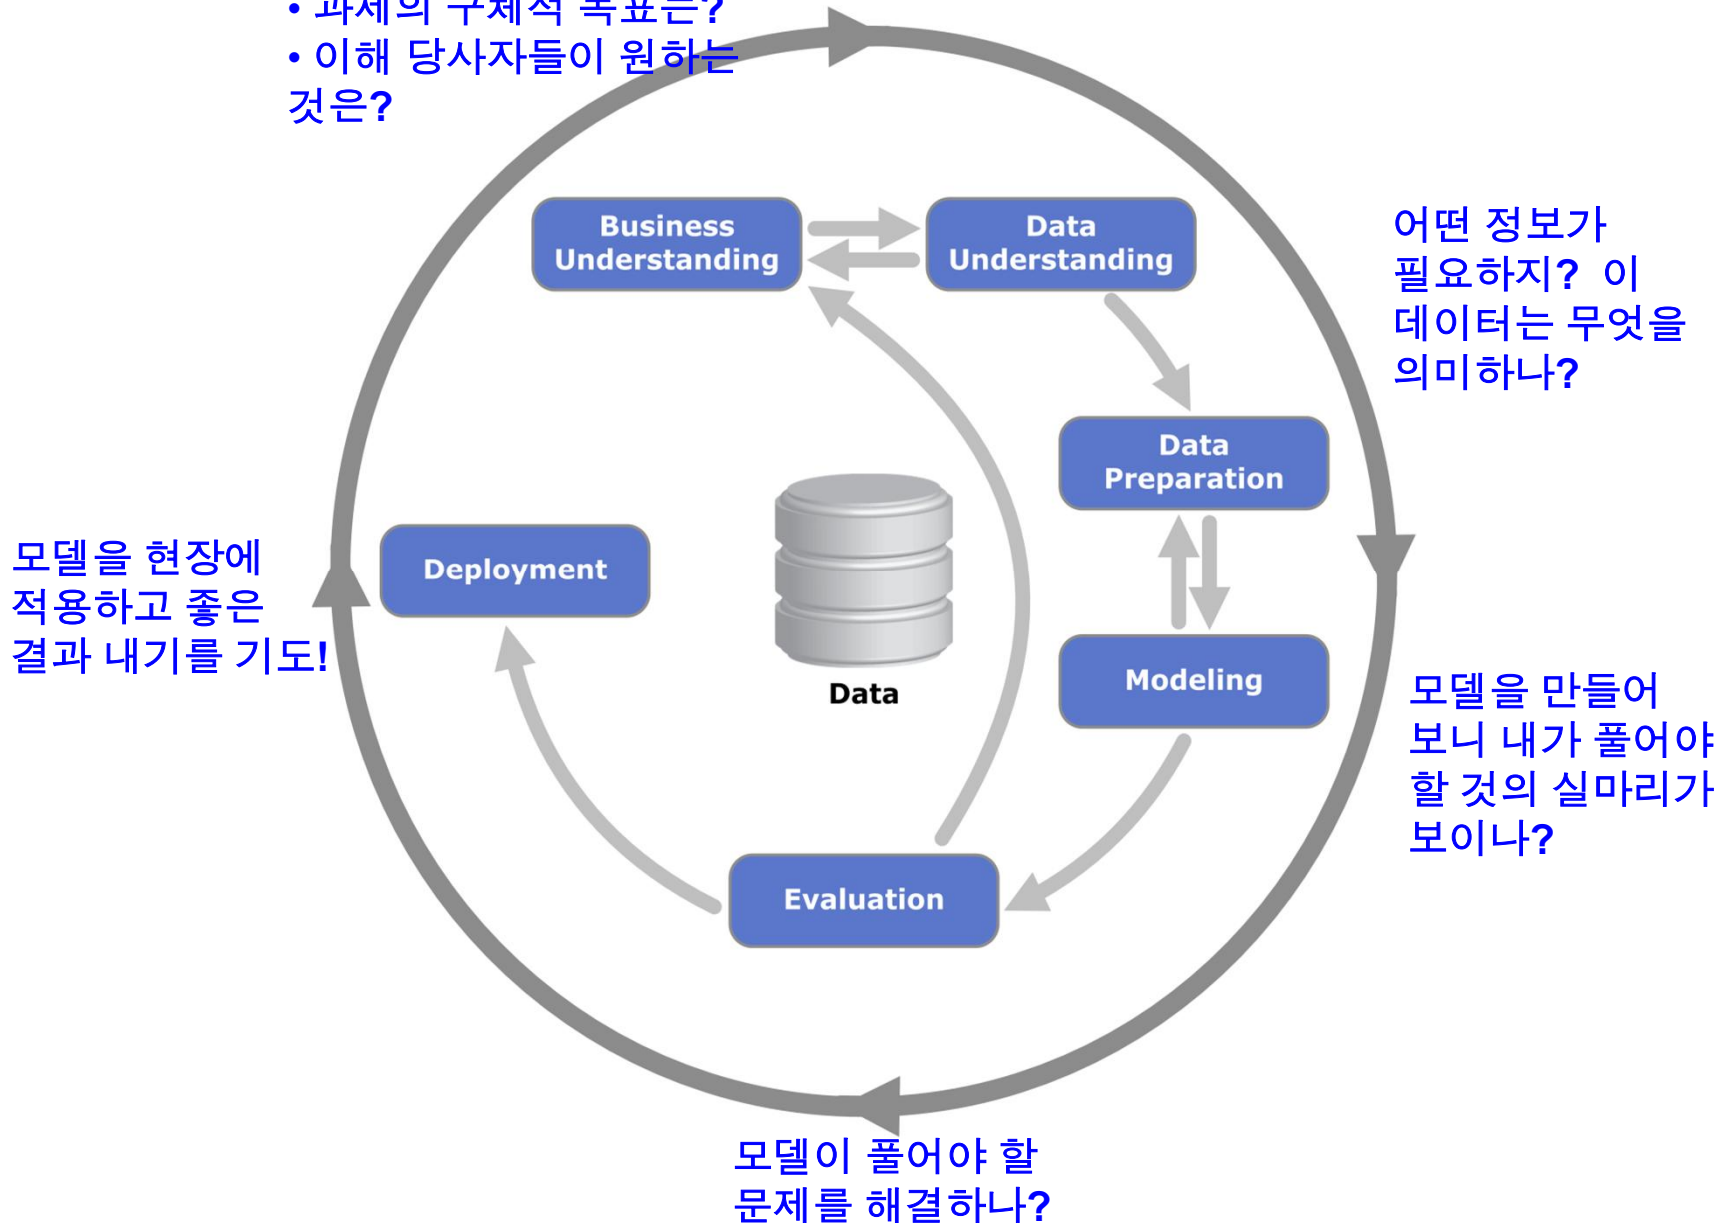 • 과제의 구체적 목표는?
• 이해 당사자들이 원하는
것은?
Business
Understanding
Data
Understanding
어떤 정보가
필요하지? 이
데이터는 무엇을
의미하나?
Data
Preparation
모델을 현장에
적용하고 좋은
결과 내기를 기도!
Deployment
Data
Modeling
모델을 만들어
보니 내가 풀어야
할 것의 실마리가
보이나?
Evaluation
모델이 풀어야 할
문제를 해결하나?